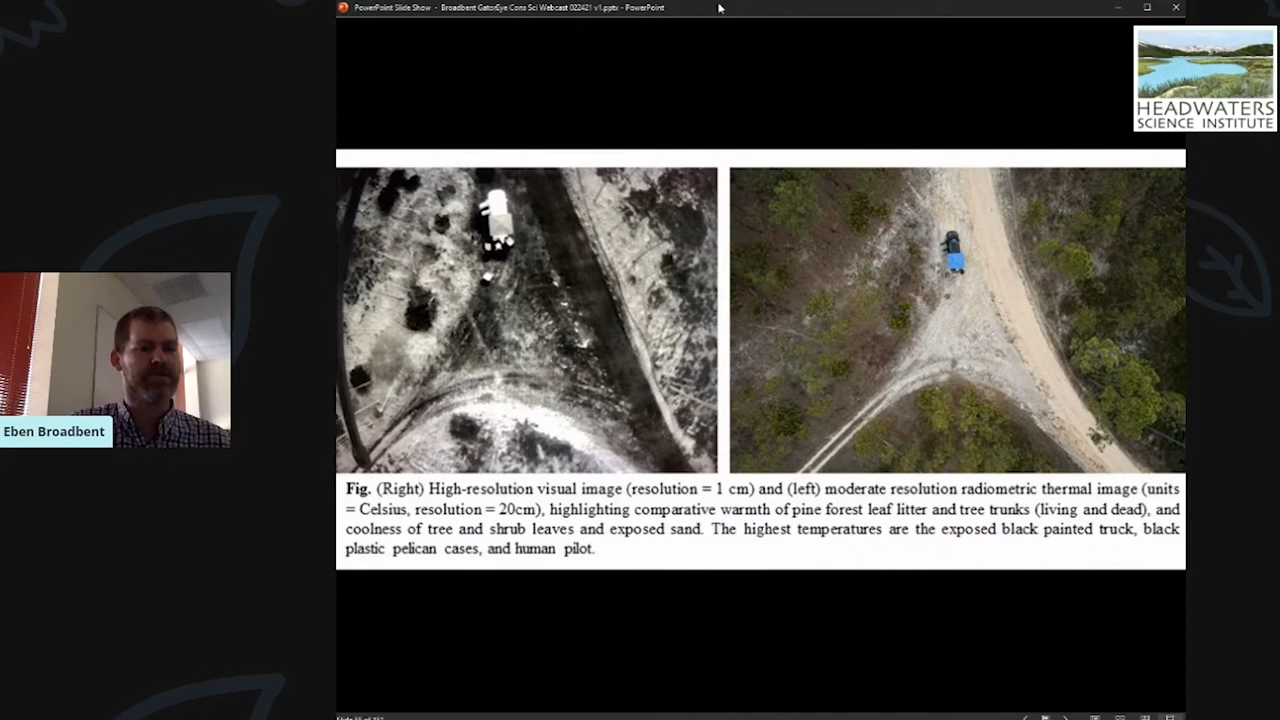 PowerPoint Slide Show - Broadbent GatorEye Cons Sci Webcast 022421 v1.pptx - PowerPoint
HEADWATERS
SCIENCE INSTITUTE
Eben Broadbent
Fig. (Right) High-resolution visual image (resolution = 1 cm) and (left) moderate resolution radiometric thermal image (units
= Celsius, resolution = 20cm), highlighting comparative warmth of pine forest leaf litter and tree trunks (living and dead), and
coolness of tree and shrub leaves and exposed sand. The highest temperatures are the exposed black painted truck, black
plastic pelican cases, and human pilot.